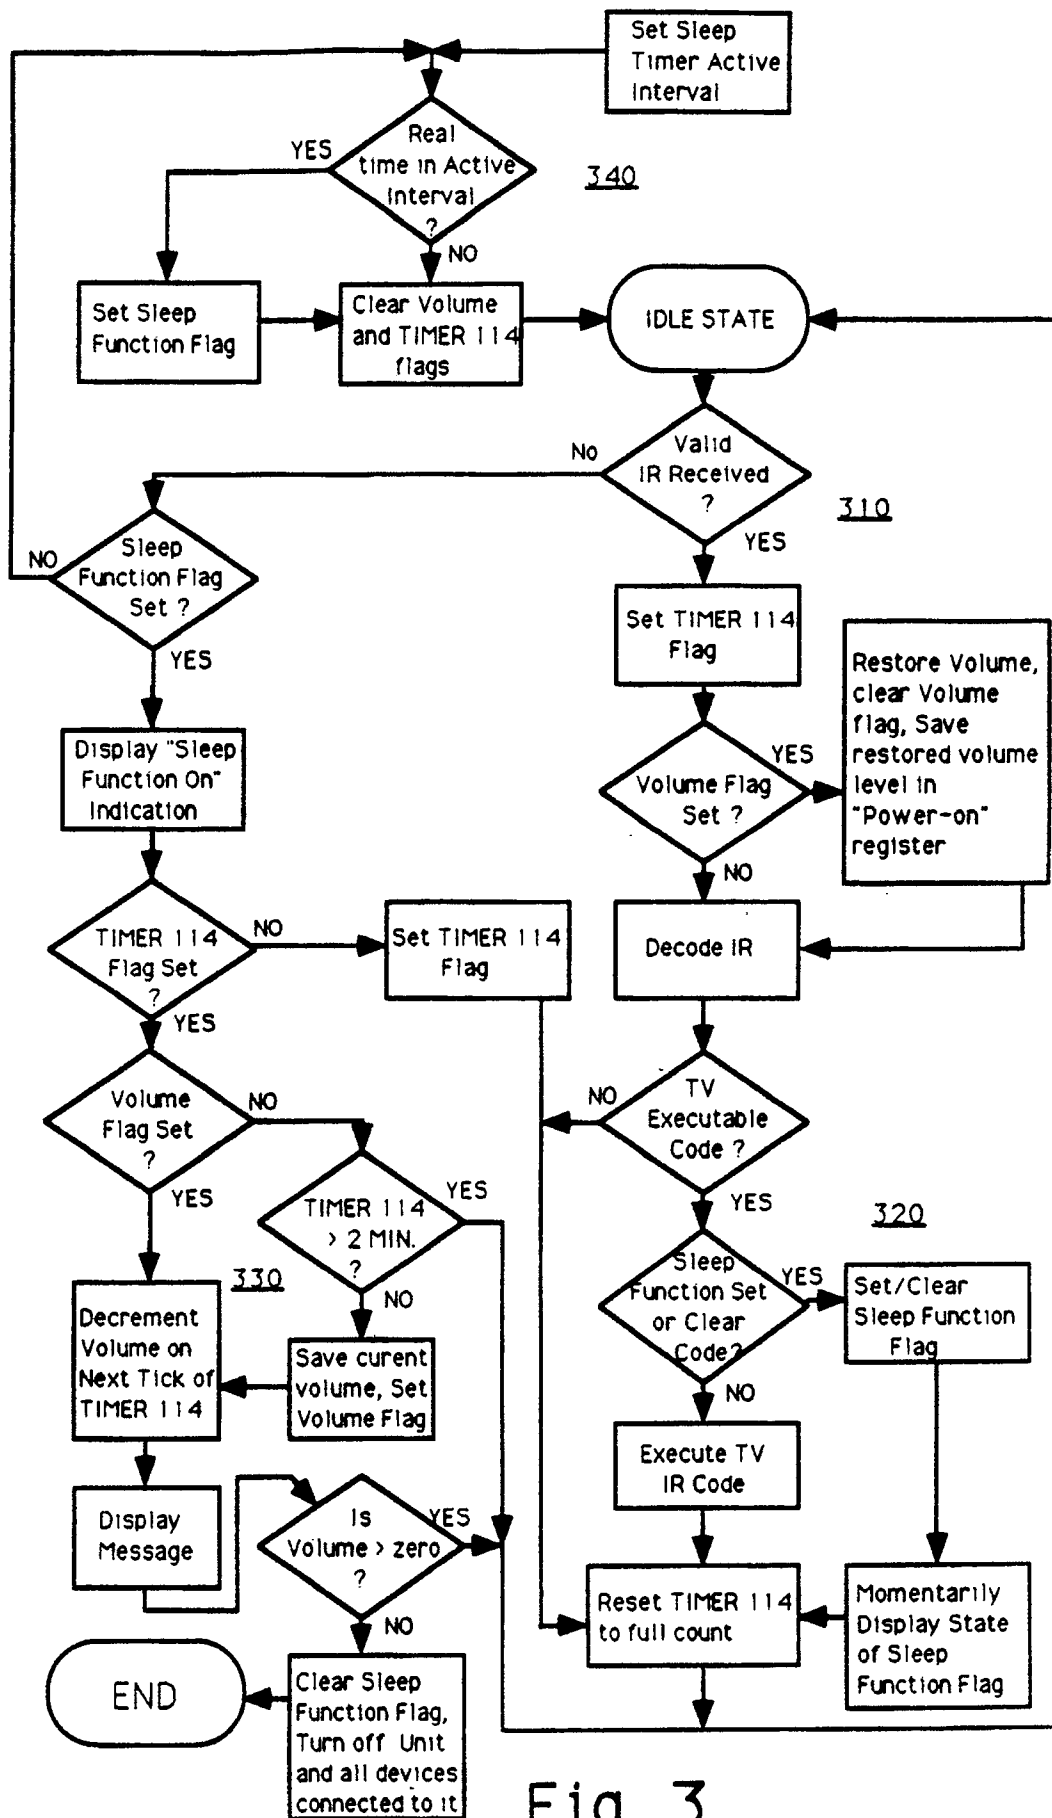 Set Sleep
Timer Active
Interval
Real
time in Active
Interval
?
YES
340
NO
Set Sleep
Function Flag
Clear Volume
and TIMER 114
flags
IDLE STATE
Valid
IR Received
?
No
310
YES
Sleep
Function Flag
Set ?
NO
YES
Set TIMER 114
Flag
Restore Volume,
clear Volume
flag, Save
restored volume
level in
"Power-on"
register
Display "Sleep
Function On"
Indication
Volume Flag
Set ?
YES
NO
TIMER 114
Flag Set
?
NO
YES
Set TIMER 114
Flag
Decode IR
Volume
Flag Set
?
NO
YES
TV
Executable
Code ?
NO
YES
TIMER 114
> 2 MIN.
?
YES
NO
320
330
Sleep
Function Set
or Clear
Code?
YES
NO
Set/Clear
Sleep Function
Flag
Decrement
Volume on
Next Tick of
TIMER 114
Save curent
volume, Set
Volume Flag
Execute TV
IR Code
Display
Message
Is
Volume > zero
?
YES
NO
Reset TIMER 114
to full count
Momentarily
Display State
of Sleep
Function Flag
END
Clear Sleep
Function Flag,
Turn off Unit
and all devices
connected to it
Fig 3